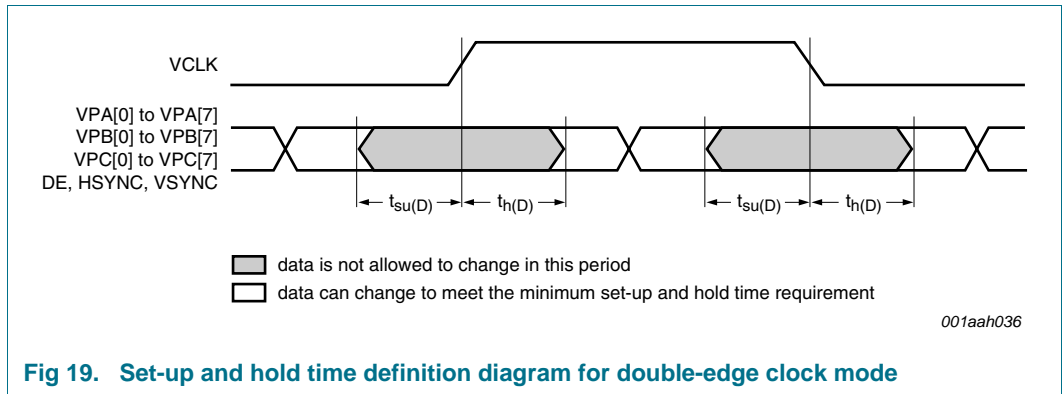 VCLK
VPA[0] to VPA[7]
VPB[0] to VPB[7]
VPC[0] to VPC[7]
DE, HSYNC, VSYNC
tsu(D) th(D) tsu(D) th(D)
data is not allowed to change in this period
data can change to meet the minimum set-up and hold time requirement
001aah036
Fig 19. Set-up and hold time definition diagram for double-edge clock mode